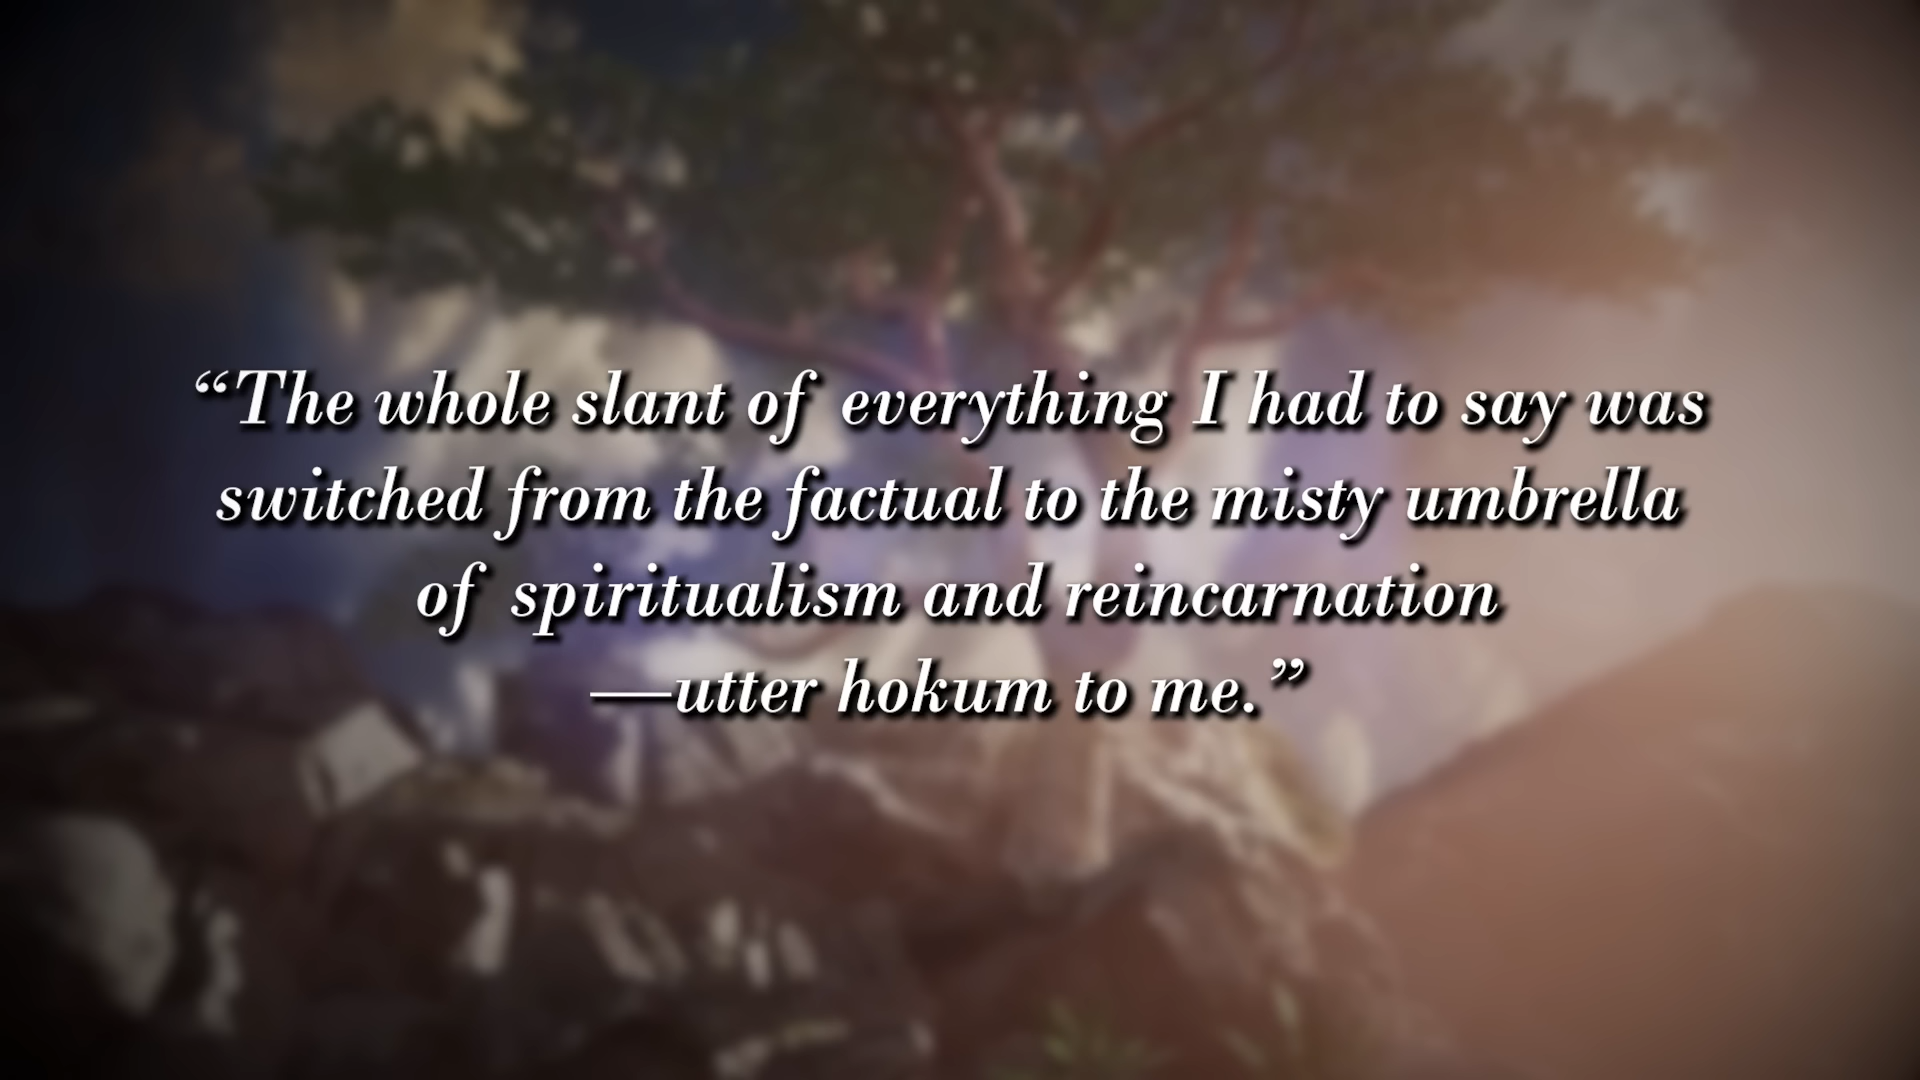 “The whole slant of everything I had to say was
switched from the factual to the misty umbrella
of spiritualism and reincarnation
—utter hokum to me.”